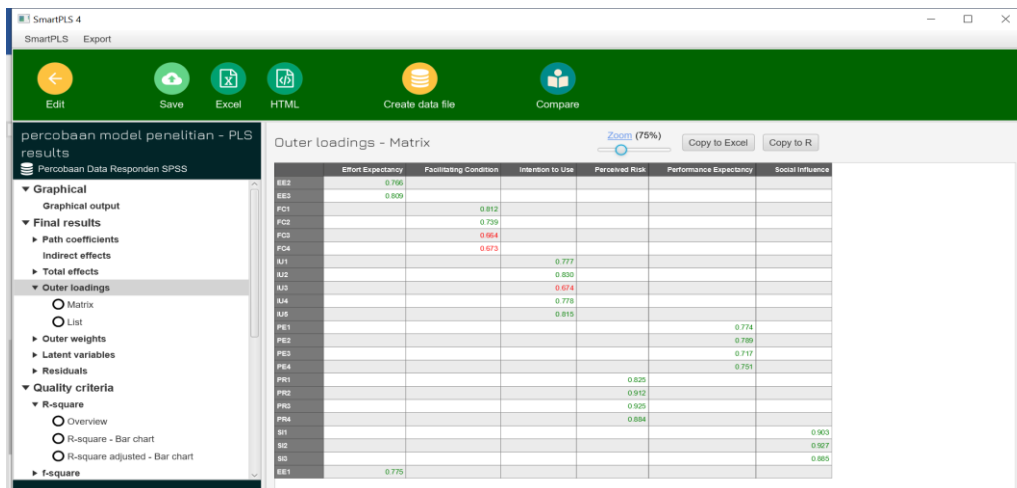 SmartPLS 4
SmartPLS Export
Edit Save Excel HTML Create data file Compare
percobaan model penelitian - PLS
results
Percobaan Data Responden SPSS
Graphical
Graphical output
Final results
Path coefficients
Indirect effects
Total effects
Outer loadings
Matrix
List
Outer weights
Latent variables
Residuals
Quality criteria
R-square
Overview
R-square - Bar chart
R-square adjusted - Bar chart
f-square
Outer loadings - Matrix
Zoom (75%)
Copy to Excel Copy to R
Effort Expectancy Facilitating Condition Intention to Use Perceived Risk Performance Expectancy Social Influence
EE2 0.766
EE3 0.809
FC1 0.812
FC2 0.739
FC3 0.664
FC4 0.673
IU1 0.777
IU2 0.830
IU3 0.674
IU4 0.778
IU5 0.815
PE1 0.774
PE2 0.789
PE3 0.717
PE4 0.751
PR1 0.825
PR2 0.912
PR3 0.925
PR4 0.884
SI1 0.903
SI2 0.927
SI3 0.885
EE1 0.775